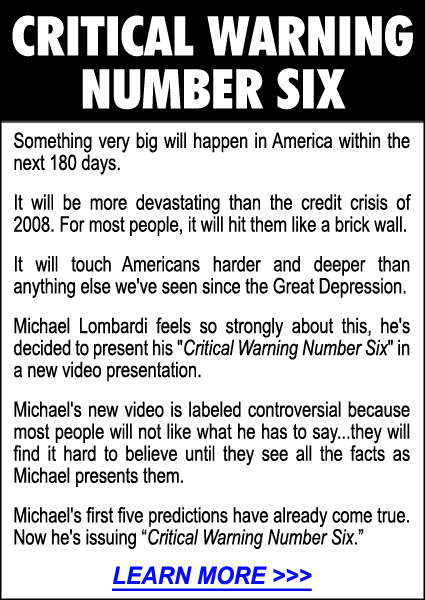 CRITICAL WARNING
NUMBER SIX
Something very big will happen in America within the
next 180 days.
It will be more devastating than the credit crisis of
2008. For most people, it will hit them like a brick wall.
It will touch Americans harder and deeper than
anything else we've seen since the Great Depression.
Michael Lombardi feels so strongly about this, he's
decided to present his "Critical Warning Number Six" in
a new video presentation.
Michael's new video is labeled controversial because
most people will not like what he has to say...they will
find it hard to believe until they see all the facts as
Michael presents them.
Michael's first five predictions have already come true.
Now he's issuing “Critical Warning Number Six.”
LEARN MORE >>>